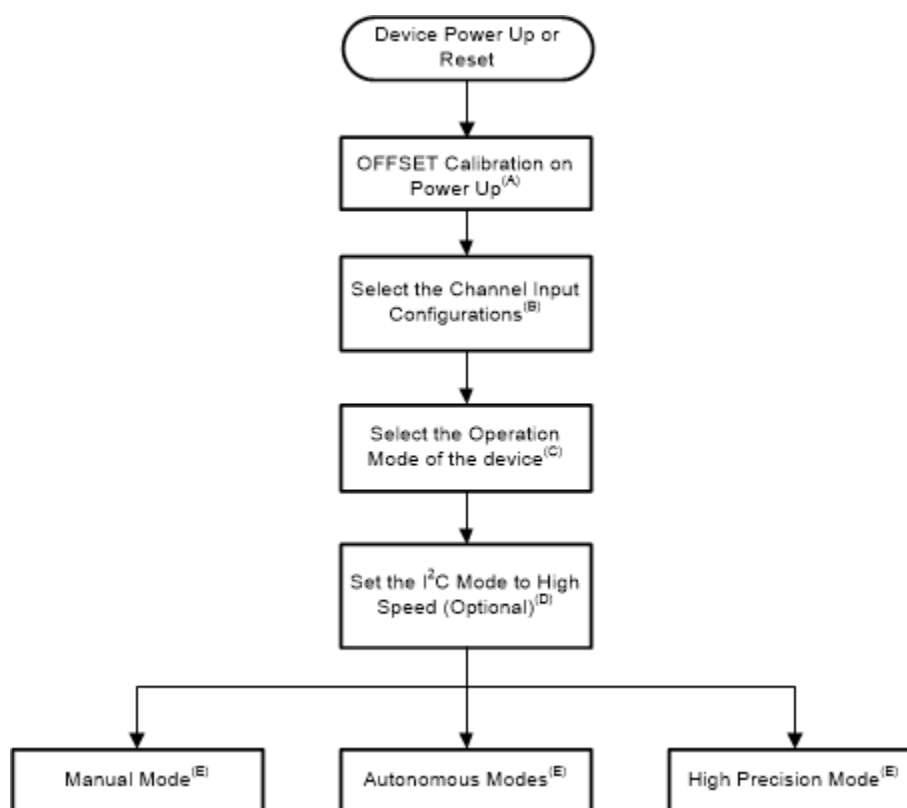 Device Power Up or
Reset
OFFSET Calibration on
Power Up(A)
Select the Channel Input
Configurations(B)
Select the Operation
Mode of the device(C)
Set the I²C Mode to High
Speed (Optional)(D)
Manual Mode(E)
Autonomous Modes(E)
High Precision Mode(E)